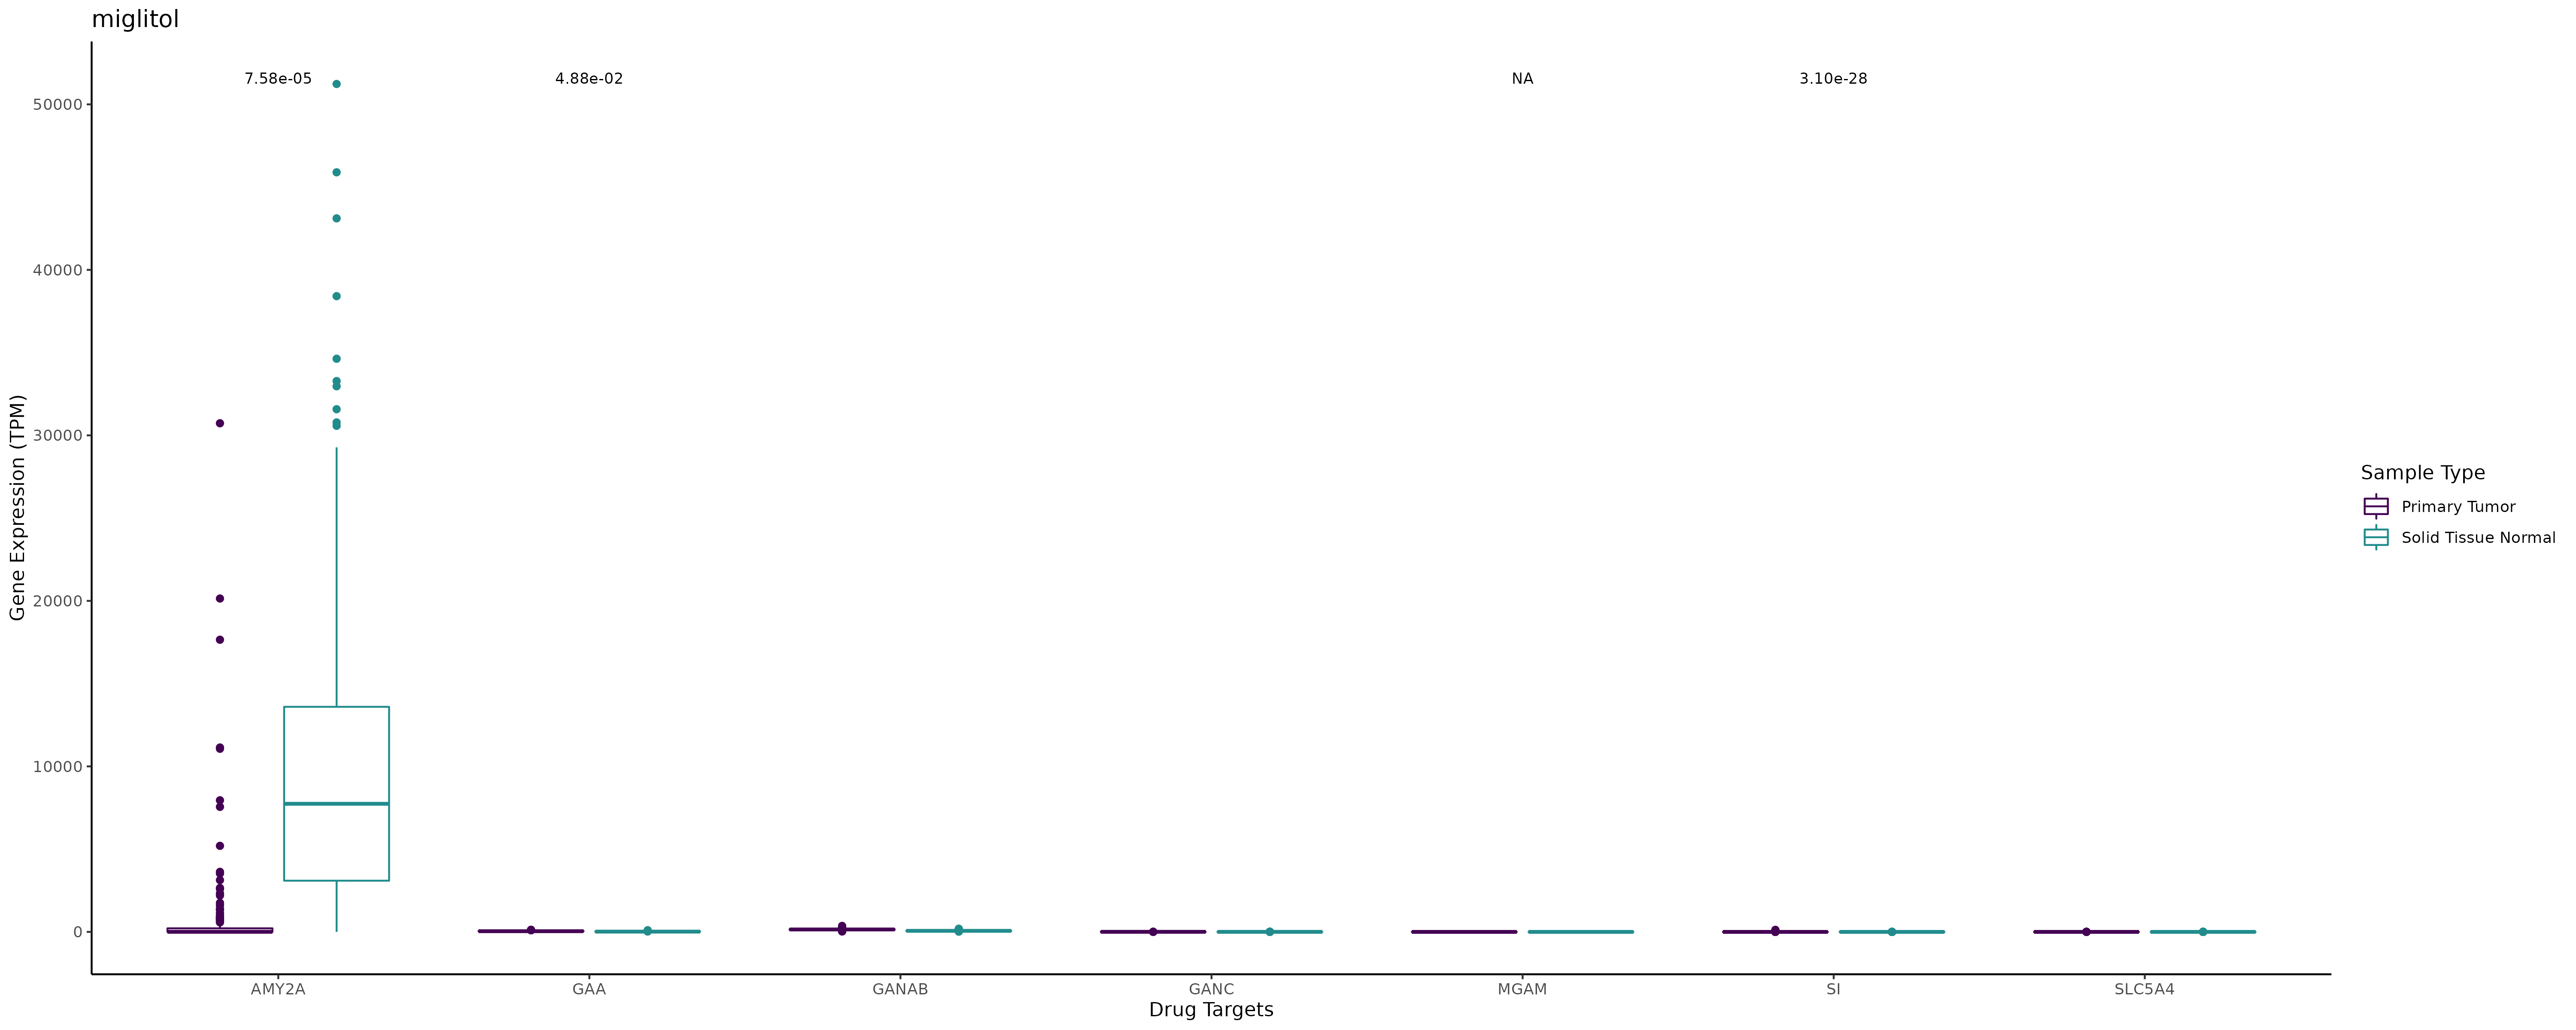 miglitol
7.58e-05
4.88e-02
NA
3.10e-28
50000
40000
30000
20000
10000
0
Gene Expression (TPM)
AMY2A
GAA
GANAB
GANC
MGAM
SI
SLC5A4
Drug Targets
Sample Type
Primary Tumor
Solid Tissue Normal